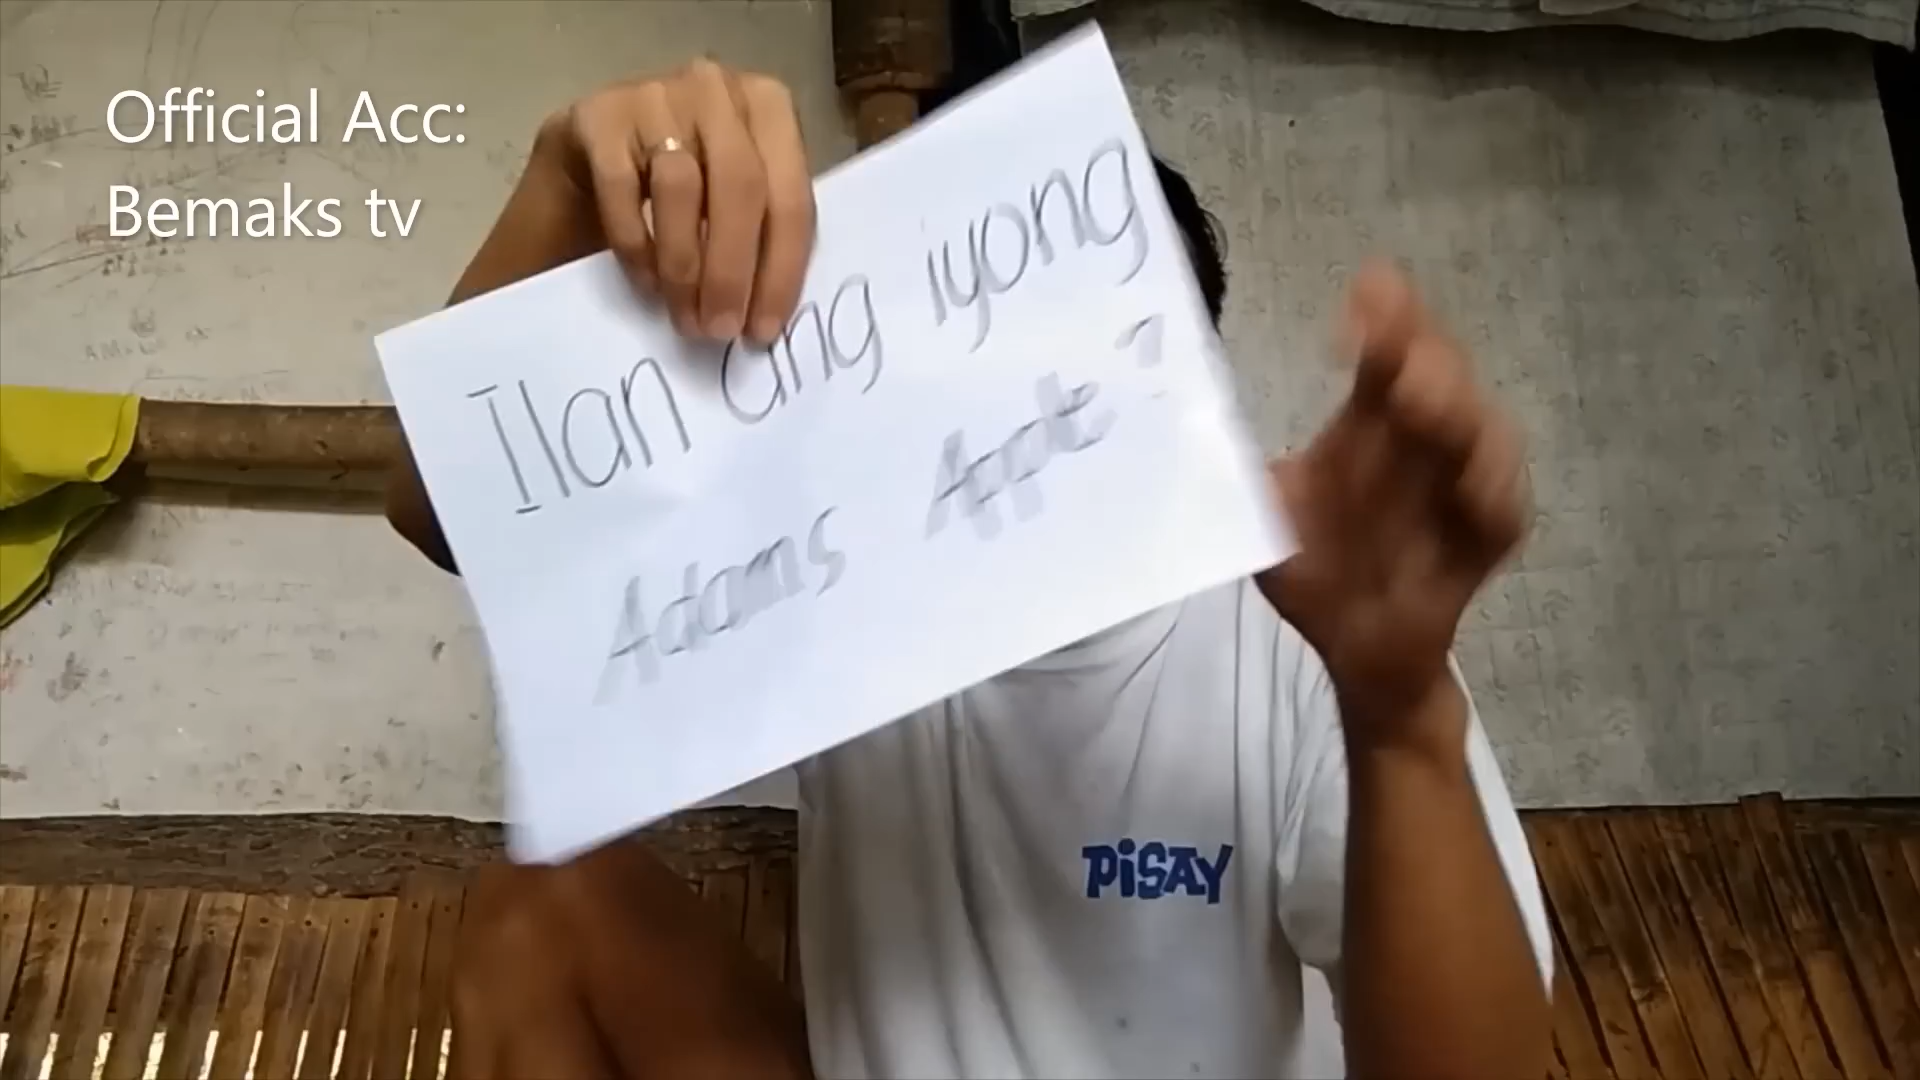 Official Acc:
Bemaks tv
Ilan ang iyong
Adams Apple?
PiSAY